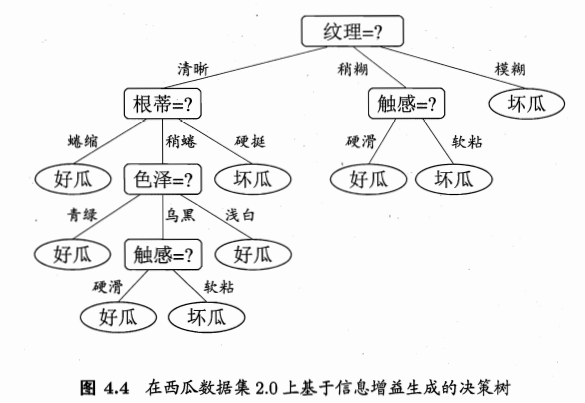 纹理=?
清晰
稍糊
模糊
根蒂=?
触感=?
坏瓜
蜷缩
稍蜷
硬挺
硬滑
软粘
好瓜
色泽=?
坏瓜
好瓜
坏瓜
青绿
乌黑
浅白
好瓜
触感=?
好瓜
硬滑
软粘
好瓜
坏瓜
图 4.4 在西瓜数据集 2.0 上基于信息增益生成的决策树